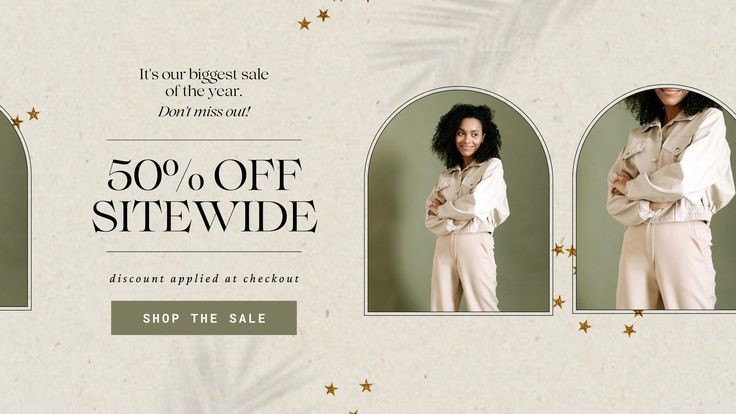 It's our biggest sale
of the year.
Don't miss out!
50% OFF
SITEWIDE
discount applied at checkout
SHOP THE SALE